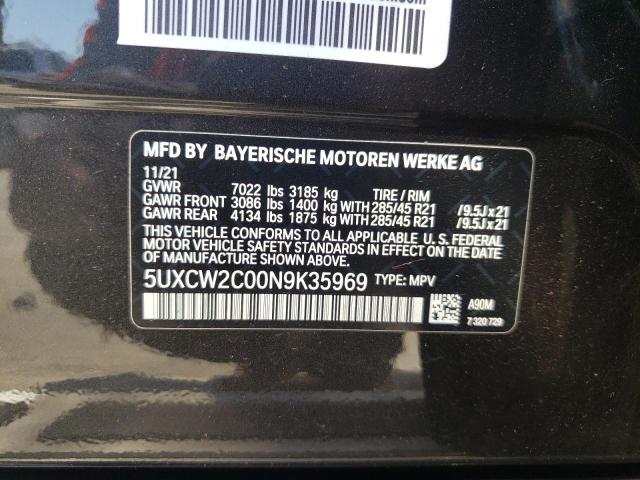 MFD BY BAYERISCHE MOTOREN WERKE AG
11/21
GVWR 7022 lbs 3185 kg TIRE / RIM
GAWR FRONT 3086 lbs 1400 kg WITH 285/45 R21 /9.5Jx21
GAWR REAR 4134 lbs 1875 kg WITH 285/45 R21 /9.5Jx21
THIS VEHICLE CONFORMS TO ALL APPLICABLE U.S. FEDERAL
MOTOR VEHICLE SAFETY STANDARDS IN EFFECT ON THE DATE
OF MANUFACTURE SHOWN ABOVE.
5UXCW2C00N9K35969 TYPE: MPV
A90M
7 320 729